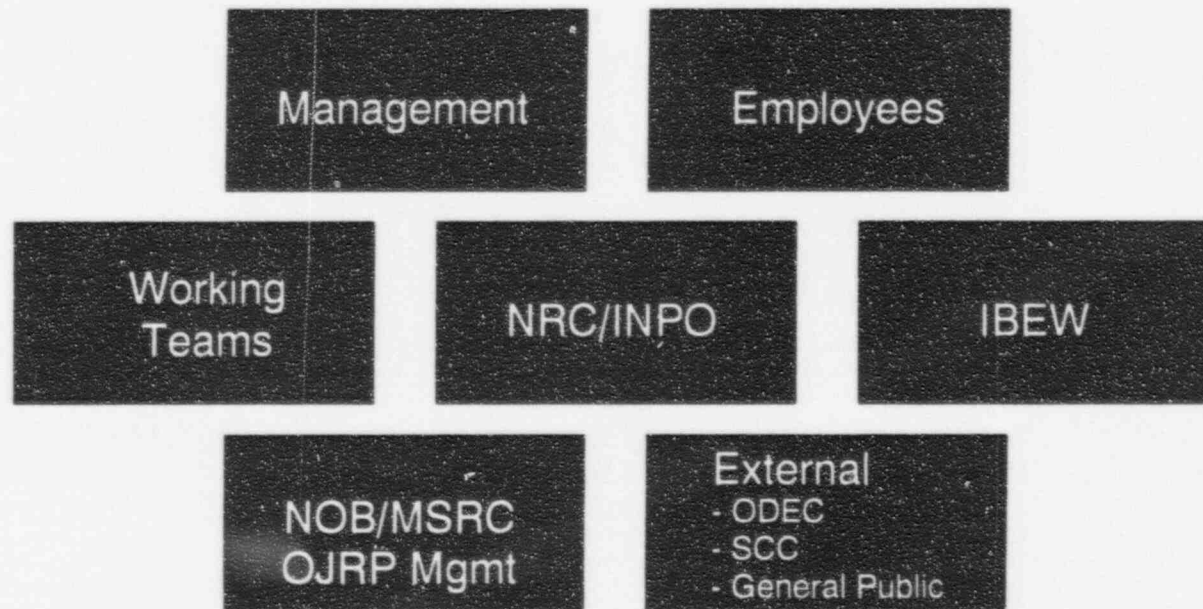 Management
Employees
Working
Teams
NRC/INPO
IBEW
NOB/MSRC
OJRP Mgmt
External
- ODEC
- SCC
- General Public